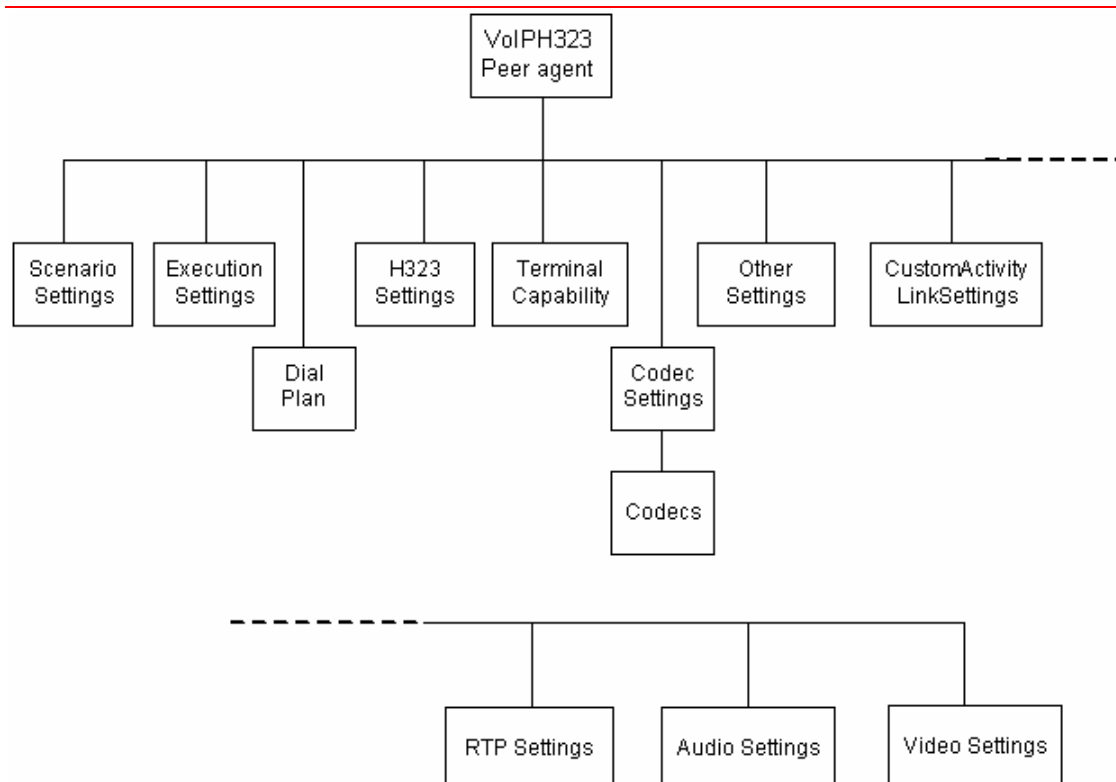 VoIPH323
Peer agent
Scenario
Settings
Execution
Settings
H323
Settings
Terminal
Capability
Other
Settings
CustomActivity
LinkSettings
Dial
Plan
Codec
Settings
Codecs
RTP Settings
Audio Settings
Video Settings